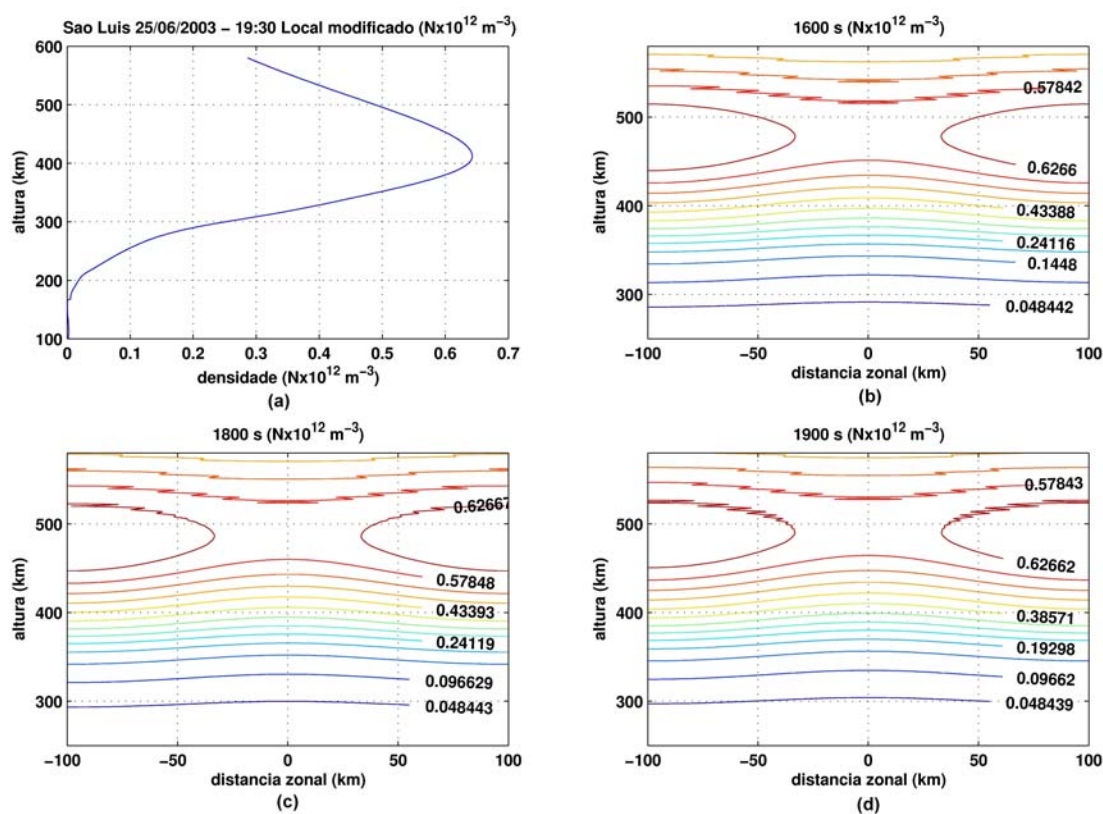 Sao Luis 25/06/2003 – 19:30 Local modificado (Nx10¹² m⁻³)
600
500
400
300
200
100
altura (km)
0 0.1 0.2 0.3 0.3 0.4 0.5 0.6 0.7
densidade (Nx10¹² m⁻³)
(a)
1600 s (Nx10¹² m⁻³)
500
400
300
altura (km)
0.57842
0.6266
0.43388
0.24116
0.1448
0.048442
−100 −50 0 50 100
distancia zonal (km)
(b)
1800 s (Nx10¹² m⁻³)
500
400
300
altura (km)
0.62667
0.57848
0.43393
0.24119
0.096629
0.048443
-100 -50 0 50 100
distancia zonal (km)
(c)
1900 s (Nx10¹² m⁻³)
500
400
300
altura (km)
0.57843
0.62662
0.38571
0.19298
0.09662
0.048439
−100 −50 0 50 100
distancia zonal (km)
(d)